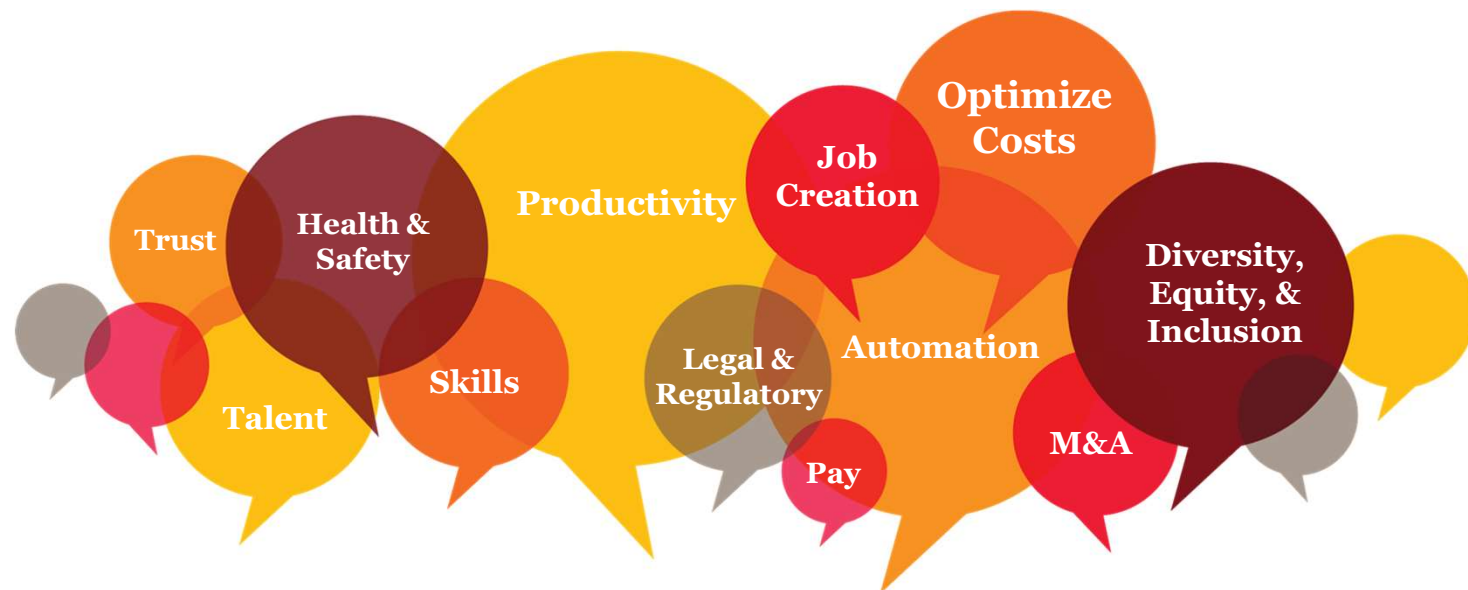 Trust
Health &
Safety
Talent
Skills
Productivity
Legal &
Regulatory
Pay
Job
Creation
Optimize
Costs
Automation
M&A
Diversity,
Equity, &
Inclusion